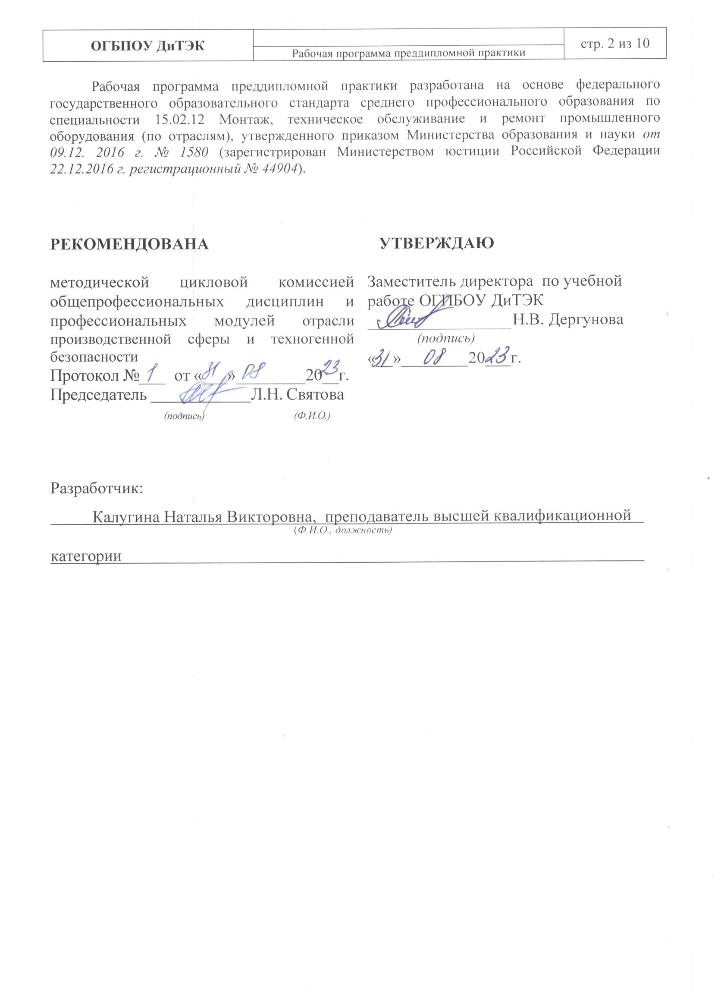 ОГБПОУ ДиТЭК
Рабочая программа преддипломной практики
стр. 2 из 10
Рабочая программа преддипломной практики разработана на основе федерального
государственного образовательного стандарта среднего профессионального образования по
специальности 15.02.12 Монтаж, техническое обслуживание и ремонт промышленного
оборудования (по отраслям), утвержденного приказом Министерства образования и науки от
09.12. 2016 г. № 1580 (зарегистрирован Министерством юстиции Российской Федерации
22.12.2016 г. регистрационный № 44904).
РЕКОМЕНДОВАНА
методической цикловой комиссией
общепрофессиональных дисциплин и
профессиональных модулей отрасли
производственной сферы и техногенной
безопасности
Протокол № 1 от «31» 08 2023 г.
Председатель Л.Н. Святова
(подпись) (Ф.И.О.)
УТВЕРЖДАЮ
Заместитель директора по учебной
работе ОГПБОУ ДиТЭК
Н.В. Дергунова
(подпись)
«31» 08 2023 г.
Разработчик:
Калугина Наталья Викторовна, преподаватель высшей квалификационной
(Ф.И.О., должность)
категории